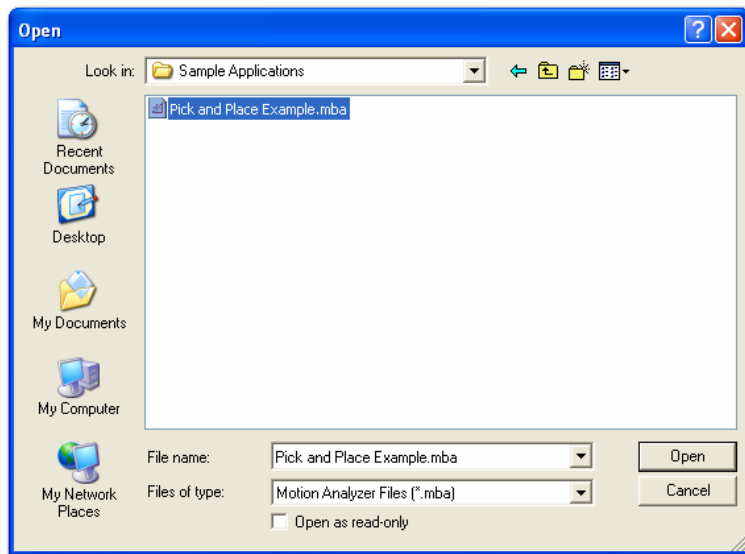 Open
Look in:
Sample Applications
Pick and Place Example.mba
Recent
Documents
Desktop
My Documents
My Computer
My Network
Places
File name:
Pick and Place Example.mba
Open
Files of type:
Motion Analyzer Files (*.mba)
Cancel
Open as read-only